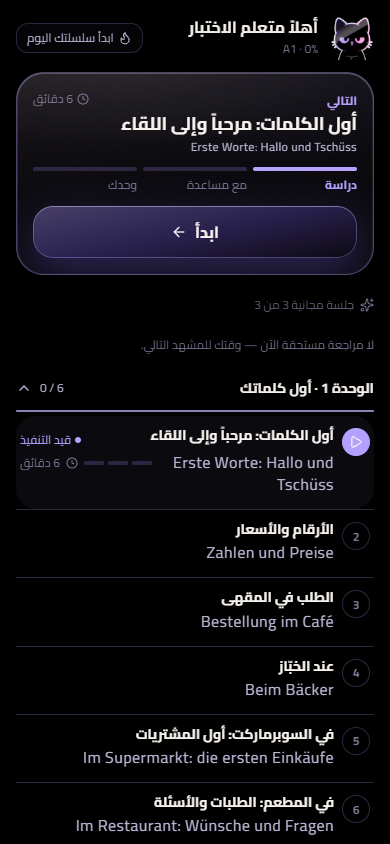 أهلاً متعلم الاختبار
A1 · 0%
ابدأ سلسلتك اليوم
التالي
6 دقائق
أول الكلمات: مرحباً وإلى اللقاء
Erste Worte: Hallo und Tschüss
دراسة
مع مساعدة
وحدك
ابدأ ←
جلسة مجانية 3 من 3
لا مراجعة مستحقة الآن — وقتك للمشهد التالي.
الوحدة 1 · أول كلماتك
0 / 6
أول الكلمات: مرحباً وإلى اللقاء
قيد التنفيذ
Erste Worte: Hallo und
Tschüss
6 دقائق
2
الأرقام والأسعار
Zahlen und Preise
3
الطلب في المقهى
Bestellung im Café
4
عند الخبّاز
Beim Bäcker
5
في السوبرماركت: أول المشتريات
Im Supermarkt: die ersten Einkäufe
6
في المطعم: الطلبات والأسئلة
Im Restaurant: Wünsche und Fragen